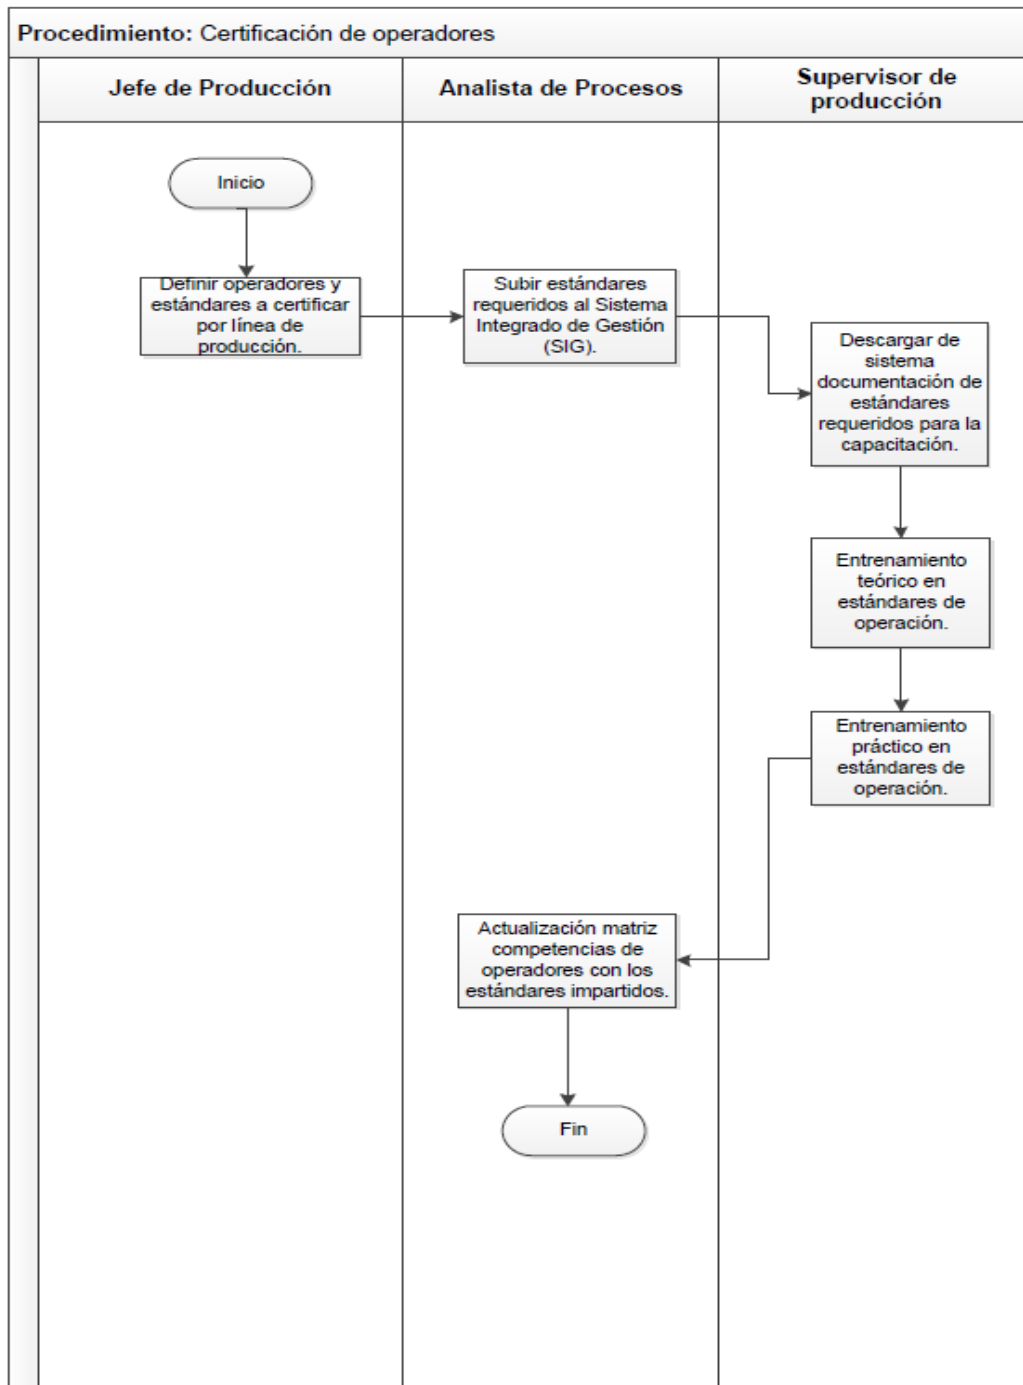 Procedimiento: Certificación de operadores
Jefe de Producción
Analista de Procesos
Supervisor de
producción
Inicio
Definir operadores y
estándares a certificar
por línea de
producción.
Subir estándares
requeridos al Sistema
Integrado de Gestión
(SIG).
Descargar de
sistema
documentación de
estándares
requeridos para la
capacitación.
Entrenamiento
teórico en
estándares de
operación.
Entrenamiento
práctico en
estándares de
operación.
Actualización matriz
competencias de
operadores con los
estándares impartidos.
Fin